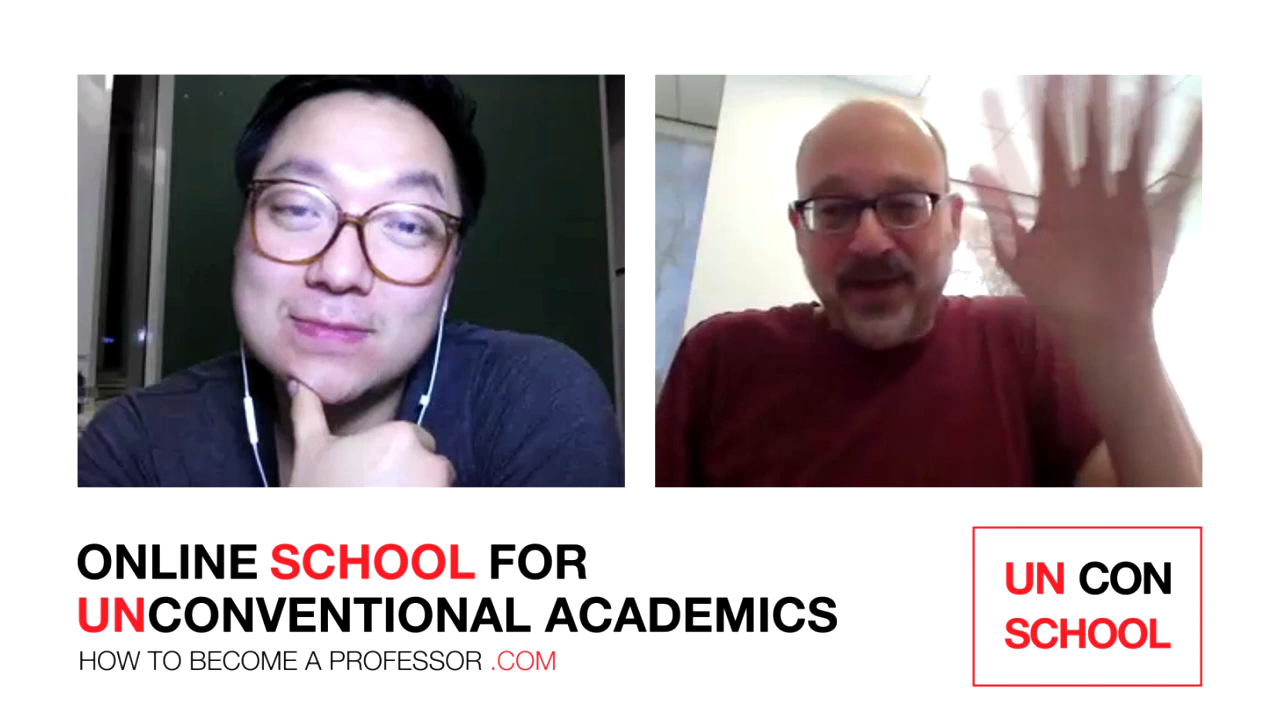 ONLINE SCHOOL FOR
UNCONVENTIONAL ACADEMICS
HOW TO BECOME A PROFESSOR .COM
UN CON
SCHOOL